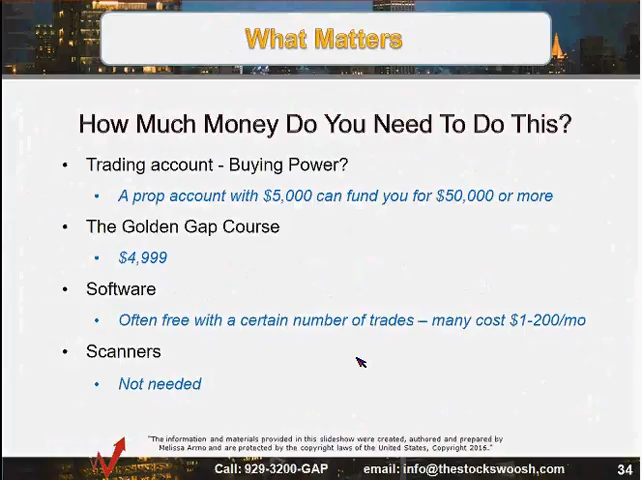 What Matters
How Much Money Do You Need To Do This?
• Trading account - Buying Power?
• A prop account with $5,000 can fund you for $50,000 or more
• The Golden Gap Course
• $4,999
• Software
• Often free with a certain number of trades – many cost $1-200/mo
• Scanners
• Not needed
"The information and materials provided in this slideshow were created, authored and prepared by
Melissa Armo and are protected by the copyright laws of the United States, Copyright 2016."
Call: 929-3200-GAP email: info@thestockswoosh.com 34